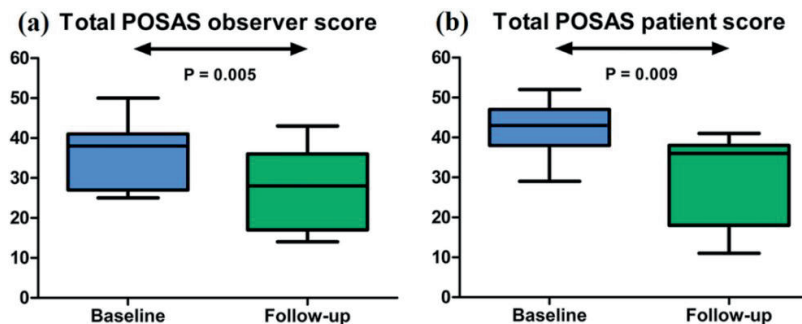 (a) Total POSAS observer score
P = 0.005
60
50
40
30
20
10
0
Baseline Follow-up
(b) Total POSAS patient score
P = 0.009
60
50
40
30
20
10
0
Baseline Follow-up